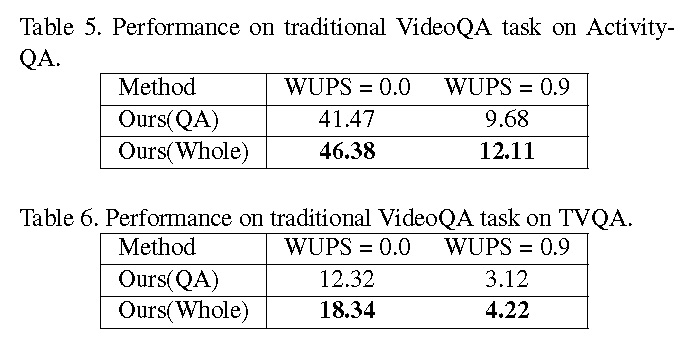 Table 5. Performance on traditional VideoQA task on Activity-
QA.
Method WUPS = 0.0 WUPS = 0.9
Ours(QA) 41.47 9.68
Ours(Whole) 46.38 12.11
Table 6. Performance on traditional VideoQA task on TVQA.
Method WUPS = 0.0 WUPS = 0.9
Ours(QA) 12.32 3.12
Ours(Whole) 18.34 4.22